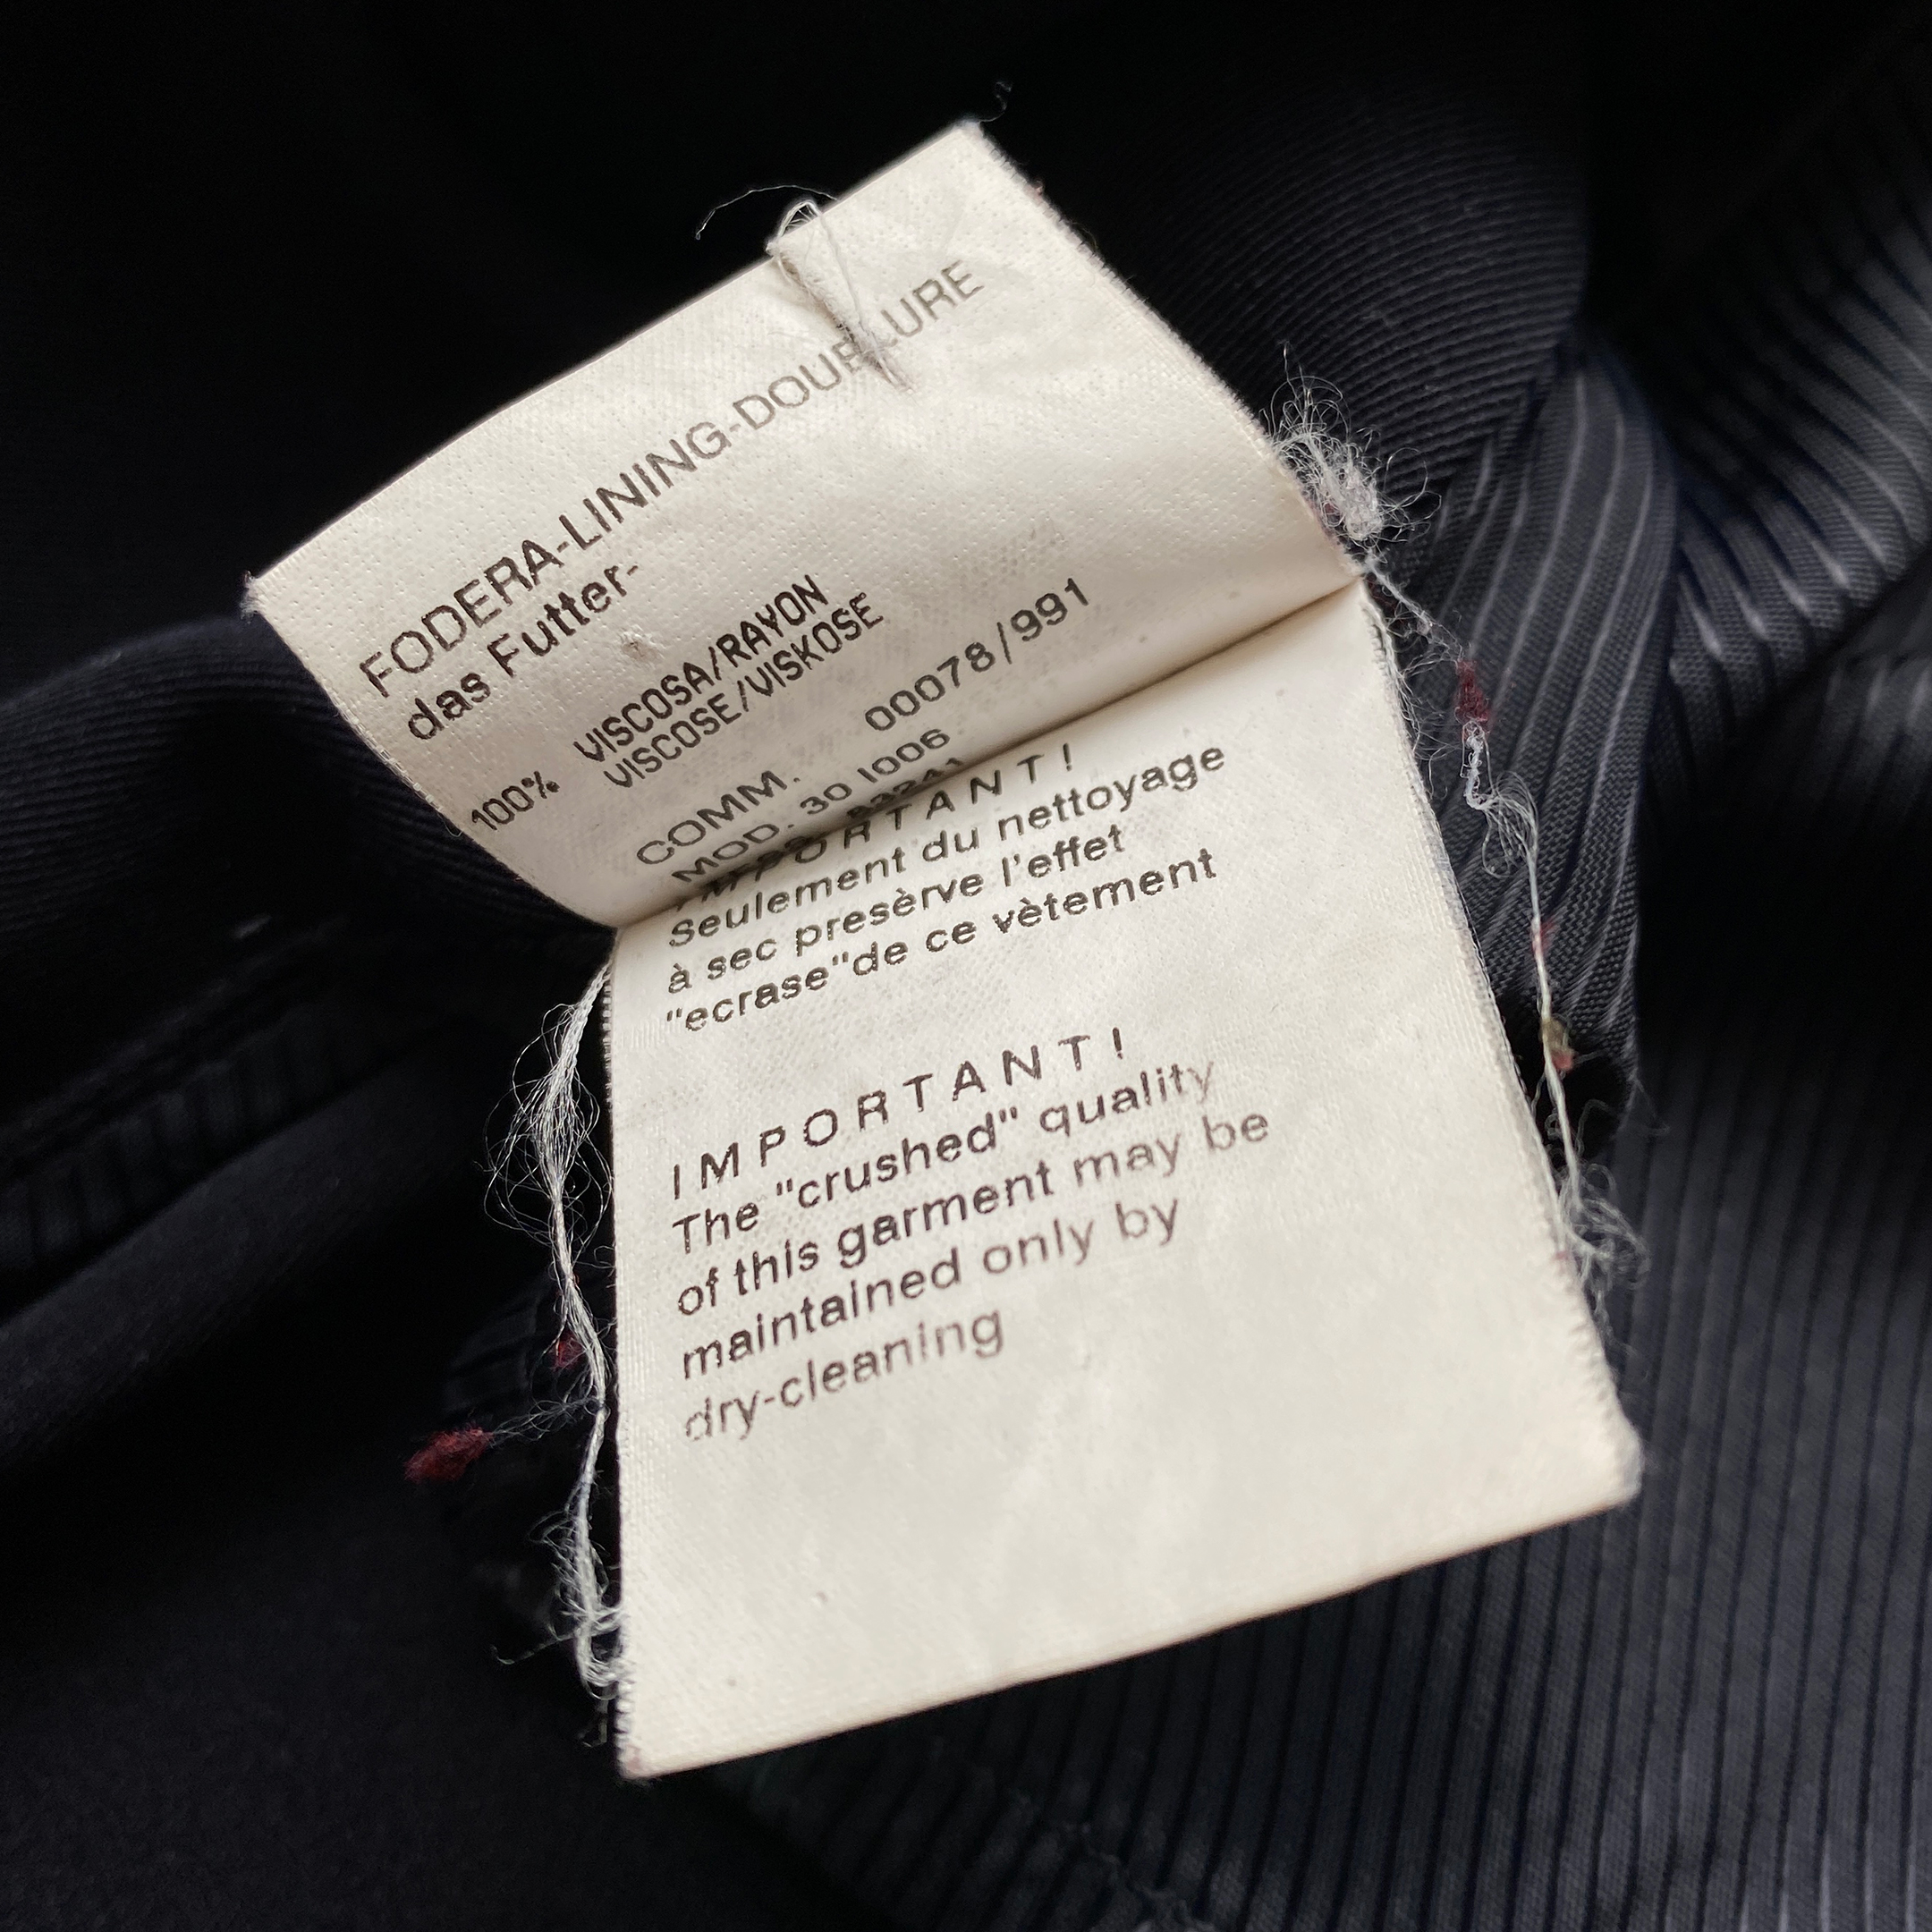 FODERA-LINING-DOUBLURE
das Futter-
100% VISCOSA/RAYON
VISCOSE/VISKOSE
COMM. 00078/991
MOD. 30 I006
IMPORTANT!
Seulement du nettoyage
à sec presèrve l'effet
"ecrase"de ce vètement
IMPORTANT!
The "crushed" quality
of this garment may be
maintained only by
dry-cleaning